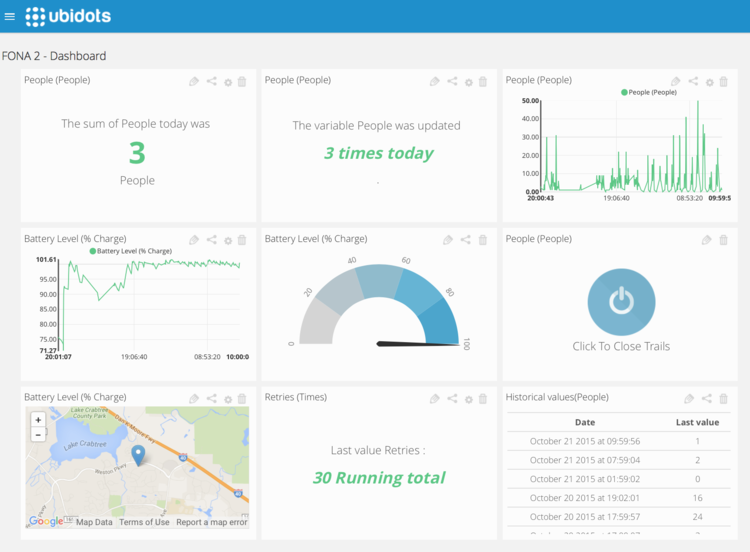 ubidots
FONA 2 - Dashboard
People (People)
The sum of People today was
3
People
People (People)
The variable People was updated
3 times today
.
People (People)
People (People)
50.00
40.00
30.00
20.00
10.00
0.00
20:00:43
19:06:40
08:53:20
09:59:5
Battery Level (% Charge)
Battery Level (% Charge)
101.61
95.00
90.00
85.00
80.00
75.00
71.27
20:01:07
19:06:40
08:53:20
10:00:0
Battery Level (% Charge)
0
20
40
60
80
100
People (People)
Click To Close Trails
Battery Level (% Charge)
+
−
Lake Crabtree
County Park
Lake Crabtree
Weston Pkwy
40
40
Google
Map Data
Terms of Use
Report a map error
Retries (Times)
Last value Retries :
30 Running total
Historical values(People)
Date Last value
October 21 2015 at 09:59:56 1
October 21 2015 at 07:59:04 2
October 21 2015 at 01:59:02 0
October 20 2015 at 19:02:01 16
October 20 2015 at 17:59:57 24